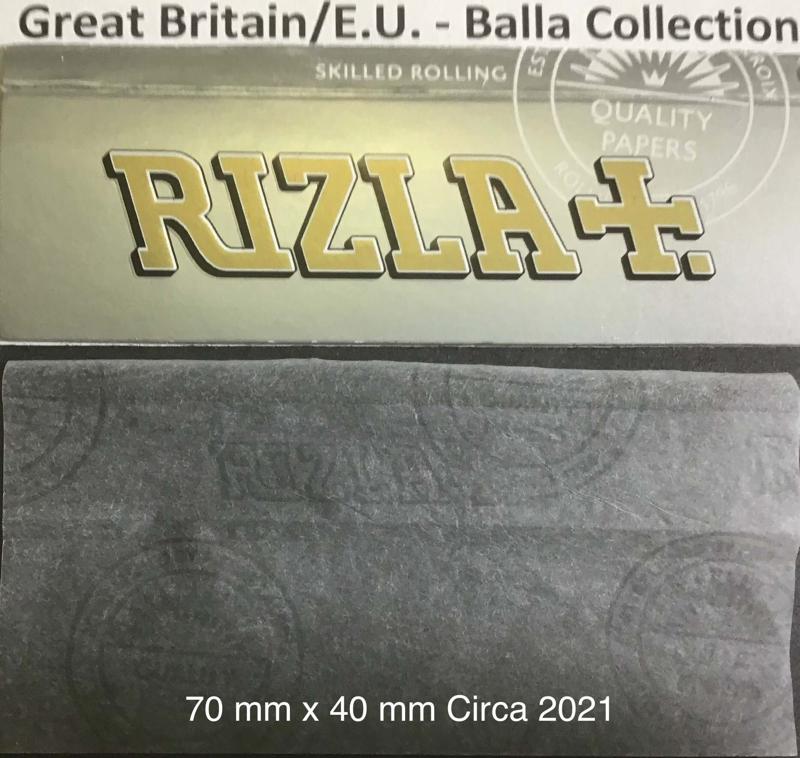 Great Britain/E.U. - Balla Collection
SKILLED ROLLING
QUALITY
PAPERS
RIZLA+.
RIZLA
70 mm x 40 mm Circa 2021